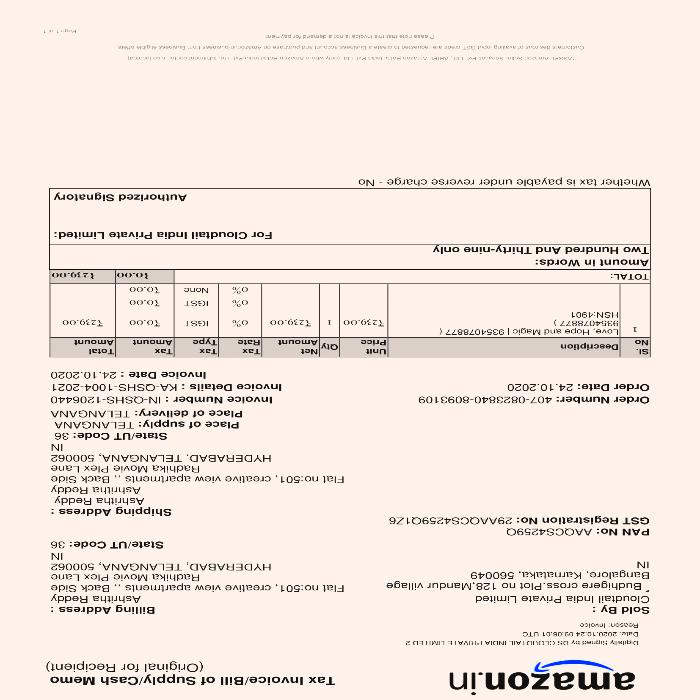 amazon.in
Tax Invoice/Bill of Supply/Cash Memo
(Original for Recipient)
Digitally Signed by DS CLOUDTAIL INDIA PRIVATE LIMITED 2
Date: 2020.10.24 09:08:01 UTC
Reason: Invoice
Sold By :
Cloudtail India Private Limited
* Budhigere cross, Plot no 128,Mandur village
Bangalore, Karnataka, 560049
IN
PAN No: AAQCS4259Q
GST Registration No: 29AAQCS4259Q1Z6
Billing Address :
Ashritha Reddy
Flat no:501, creative view apartments ,, Back Side
Radhika Movie Plex Lane
HYDERABAD, TELANGANA, 500062
IN
State/UT Code: 36
Shipping Address :
Ashritha Reddy
Ashritha Reddy
Flat no:501, creative view apartments ,, Back Side
Radhika Movie Plex Lane
HYDERABAD, TELANGANA, 500062
IN
State/UT Code: 36
Place of supply: TELANGANA
Place of delivery: TELANGANA
Order Number: 407-0823840-8093109
Order Date: 24.10.2020
Invoice Number : IN-QSHS-1206440
Invoice Details : KA-QSHS-1004-2021
Invoice Date : 24.10.2020
Sl. No Description Unit Price Qty Net Amount Tax Rate Tax Type Tax Amount Total Amount
1 Love, Hope and Magic | 9354078877 ( ₹239.00 1 ₹239.00 0% IGST ₹0.00 ₹239.00
9354078877 )
HSN:4901
0% IGST ₹0.00
0% None ₹0.00
TOTAL: ₹0.00 ₹239.00
Amount in Words:
Two Hundred And Thirty-nine only
For Cloudtail India Private Limited:
Authorized Signatory
Whether tax is payable under reverse charge - No
Customers desirous of availing input GST credit are requested to create a Business account and purchase on Amazon.in/business from Business eligible offers
Please note that this invoice is not a demand for payment
Page 1 of 1